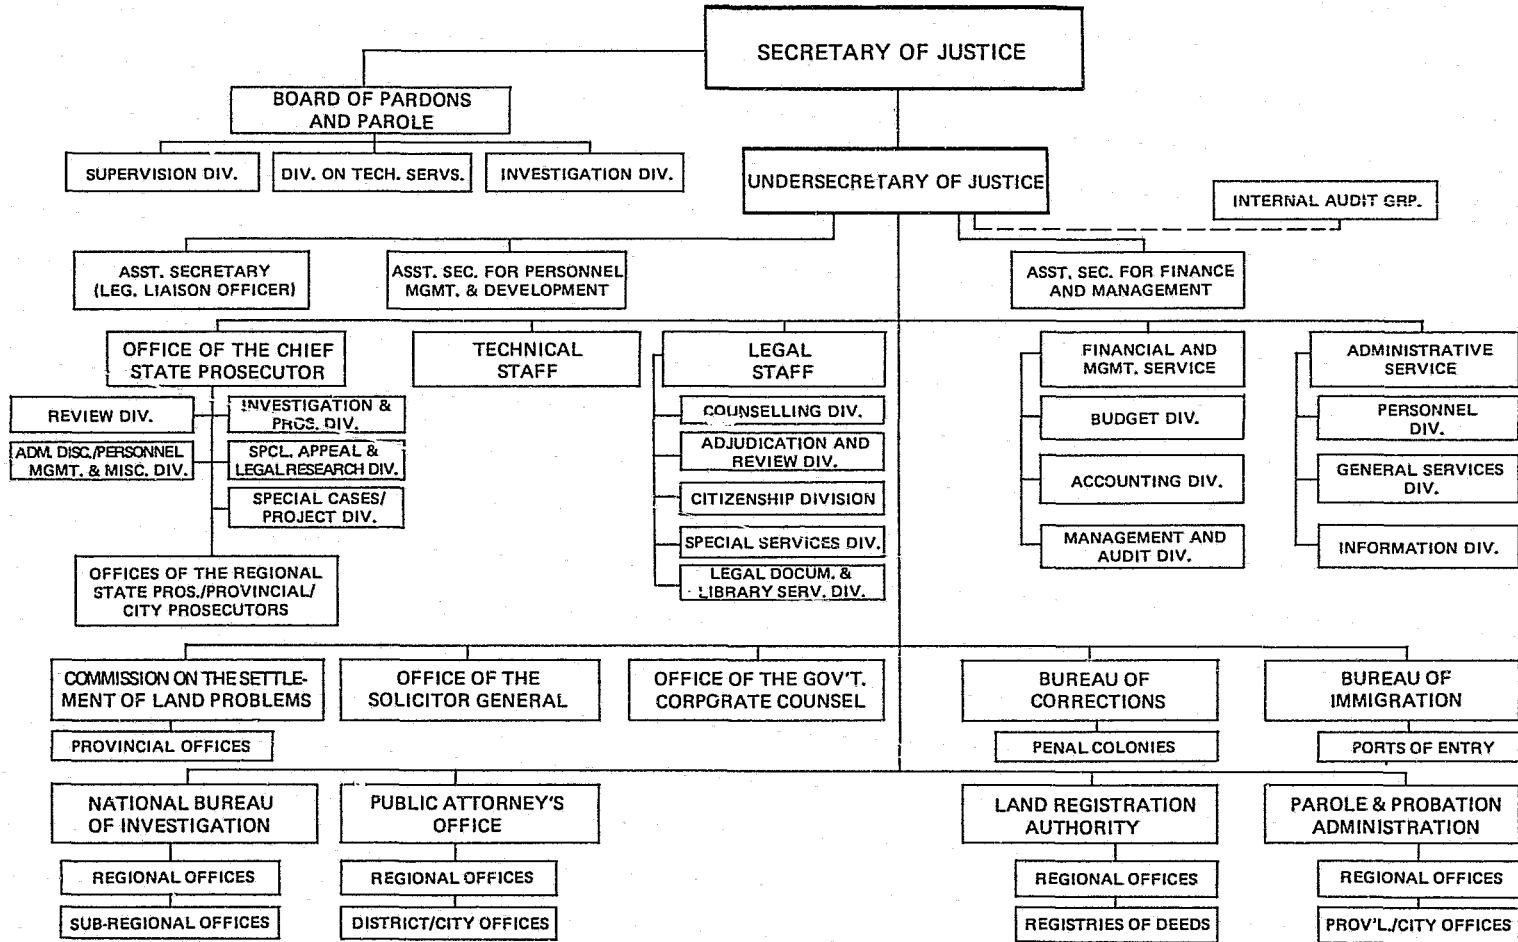 SECRETARY OF JUSTICE
BOARD OF PARDONS
AND PAROLE
SUPERVISION DIV.
DIV. ON TECH. SERVS.
INVESTIGATION DIV.
UNDERSECRETARY OF JUSTICE
INTERNAL AUDIT GRP.
ASST. SECRETARY
(LEG. LIAISON OFFICER)
ASST. SEC. FOR PERSONNEL
MGMT. & DEVELOPMENT
ASST. SEC. FOR FINANCE
AND MANAGEMENT
OFFICE OF THE CHIEF
STATE PROSECUTOR
TECHNICAL
STAFF
LEGAL
STAFF
FINANCIAL AND
MGMT. SERVICE
ADMINISTRATIVE
SERVICE
REVIEW DIV.
INVESTIGATION &
PROS. DIV.
ADM. DISC./PERSONNEL
MGMT. & MISC. DIV.
SPCL. APPEAL &
LEGAL RESEARCH DIV.
SPECIAL CASES/
PROJECT DIV.
OFFICES OF THE REGIONAL
STATE PROS./PROVINCIAL/
CITY PROSECUTORS
COUNSELLING DIV.
ADJUDICATION AND
REVIEW DIV.
CITIZENSHIP DIVISION
SPECIAL SERVICES DIV.
LEGAL DOCUM. &
LIBRARY SERV. DIV.
BUDGET DIV.
ACCOUNTING DIV.
MANAGEMENT AND
AUDIT DIV.
PERSONNEL
DIV.
GENERAL SERVICES
DIV.
INFORMATION DIV.
COMMISSION ON THE SETTLE-
MENT OF LAND PROBLEMS
PROVINCIAL OFFICES
OFFICE OF THE
SOLICITOR GENERAL
OFFICE OF THE GOV'T.
CORPORATE COUNSEL
BUREAU OF
CORRECTIONS
PENAL COLONIES
BUREAU OF
IMMIGRATION
PORTS OF ENTRY
NATIONAL BUREAU
OF INVESTIGATION
REGIONAL OFFICES
SUB-REGIONAL OFFICES
PUBLIC ATTORNEY'S
OFFICE
REGIONAL OFFICES
DISTRICT/CITY OFFICES
LAND REGISTRATION
AUTHORITY
REGIONAL OFFICES
REGISTRIES OF DEEDS
PAROLE & PROBATION
ADMINISTRATION
REGIONAL OFFICES
PROV'L./CITY OFFICES